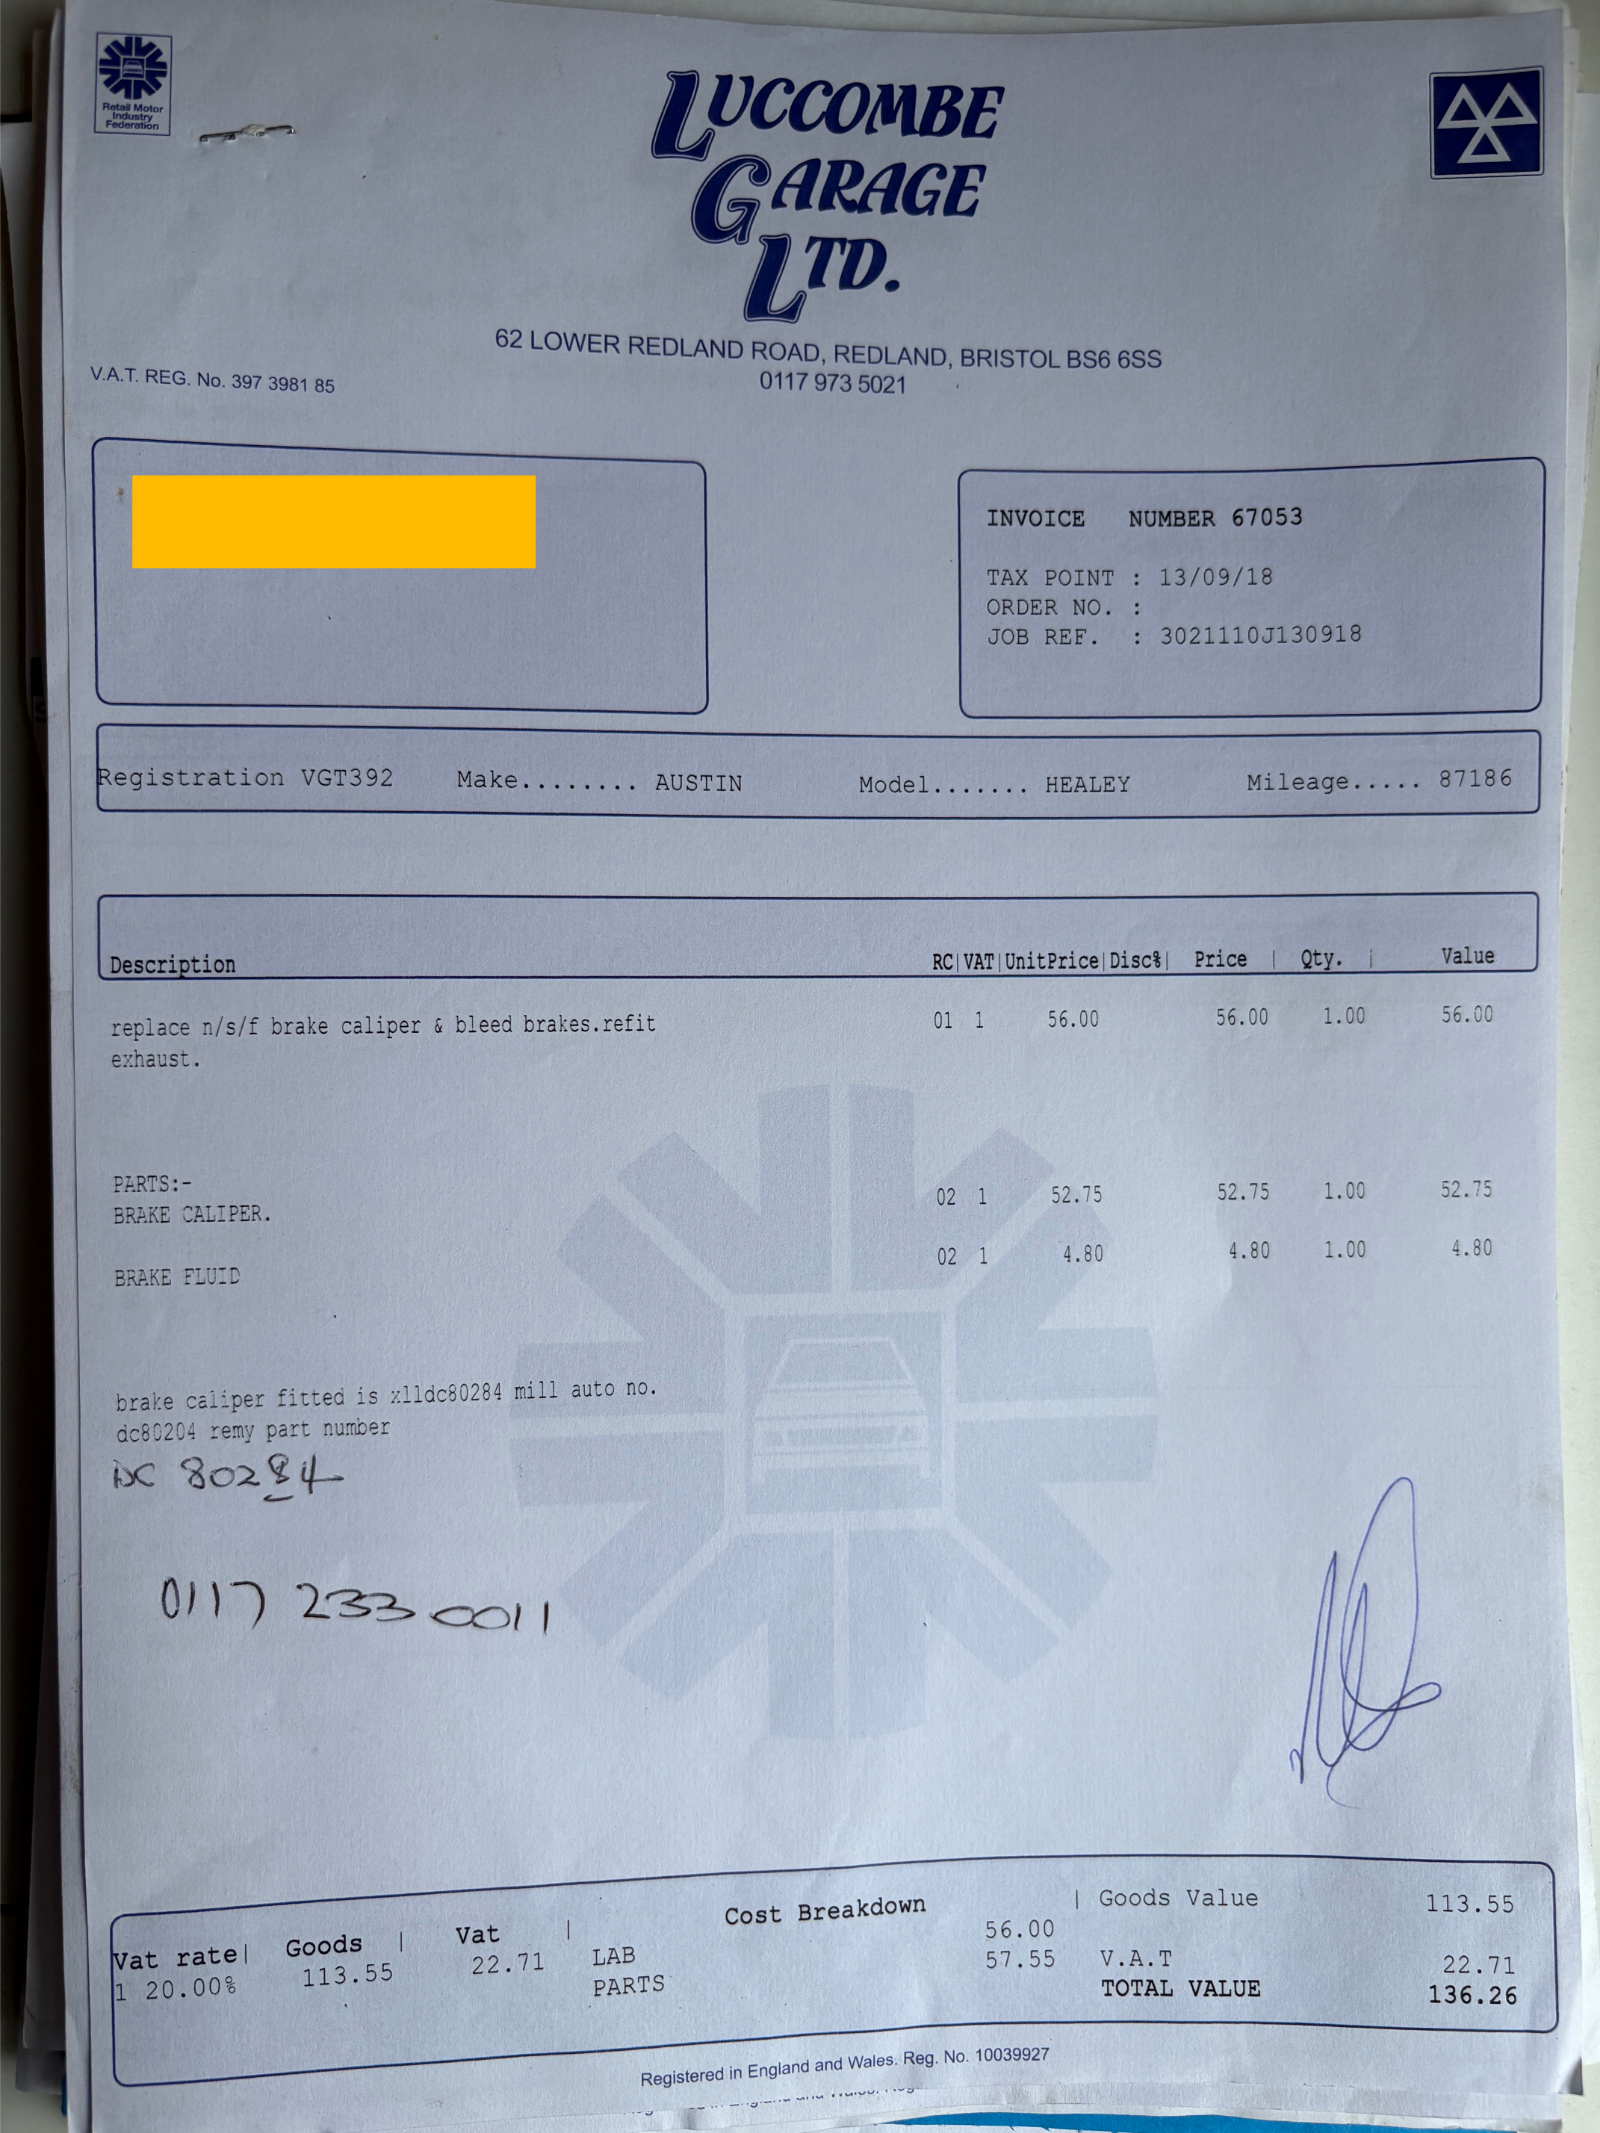 Retail Motor
Industry
Federation
LUCCOMBE
GARAGE
LTD.
62 LOWER REDLAND ROAD, REDLAND, BRISTOL BS6 6SS
0117 973 5021
V.A.T. REG. No. 397 3981 85
INVOICE NUMBER 67053
TAX POINT : 13/09/18
ORDER NO. :
JOB REF. : 3021110J130918
Registration VGT392 Make........ AUSTIN Model....... HEALEY Mileage..... 87186
Description RC|VAT|UnitPrice|Disc%| Price | Qty. | Value
replace n/s/f brake caliper & bleed brakes.refit 01 1 56.00 56.00 1.00 56.00
exhaust.
PARTS:-
BRAKE CALIPER. 02 1 52.75 52.75 1.00 52.75
BRAKE FLUID 02 1 4.80 4.80 1.00 4.80
brake caliper fitted is xlldc80284 mill auto no.
dc80204 remy part number
DC 80284
0117 233 0011
Cost Breakdown | Goods Value 113.55
Vat rate| Goods | Vat | LAB 56.00
1 20.00% 113.55 22.71 PARTS 57.55 V.A.T 22.71
TOTAL VALUE 136.26
Registered in England and Wales. Reg. No. 10039927